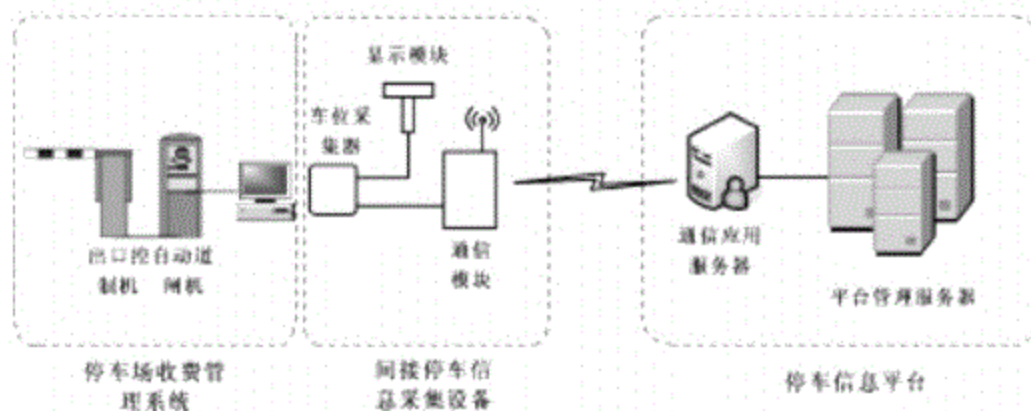 显示模块
车位采
集器
出口控自动道
制机 闸机
通信
模块
通信应用
服务器
平台管理服务器
停车场收费管
理系统
间接停车信
息采集设备
停车信息平台